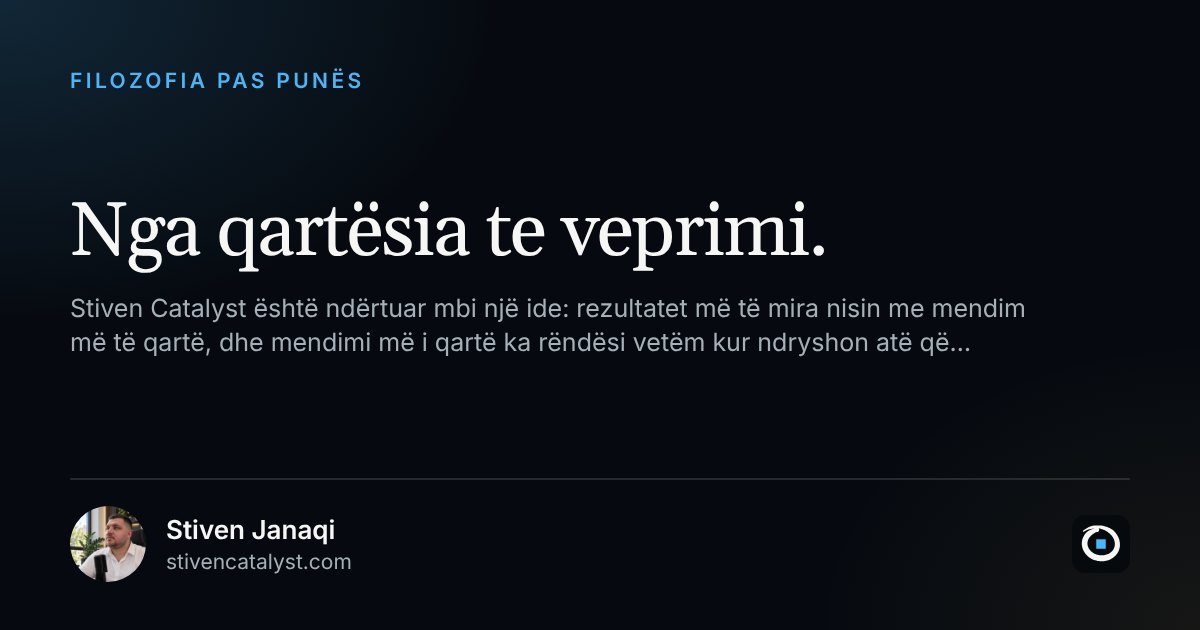 FILOZOFIA PAS PUNËS
Nga qartësia te veprimi.
Stiven Catalyst është ndërtuar mbi një ide: rezultatet më të mira nisin me mendim
më të qartë, dhe mendimi më i qartë ka rëndësi vetëm kur ndryshon atë që...
Stiven Janaqi
stivencatalyst.com